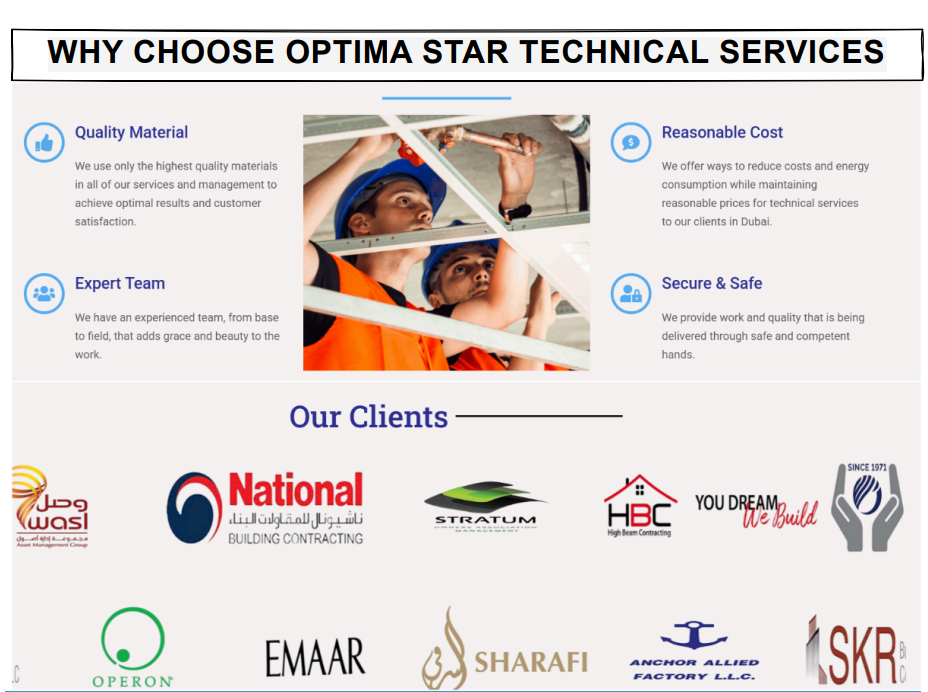 WHY CHOOSE OPTIMA STAR TECHNICAL SERVICES
Quality Material
We use only the highest quality materials
in all of our services and management to
achieve optimal results and customer
satisfaction.
Expert Team
We have an experienced team, from base
to field, that adds grace and beauty to the
work.
Reasonable Cost
We offer ways to reduce costs and energy
consumption while maintaining
reasonable prices for technical services
to our clients in Dubai.
Secure & Safe
We provide work and quality that is being
delivered through safe and competent
hands.
Our Clients
وصل
wasl
مجموعة إدارة أصول
Asset Management Group
National
ناشيونال للمقاولات البناء
BUILDING CONTRACTING
STRATUM
OWNERS ASSOCIATION
MANAGEMENT
HBC
High Beam Contracting
YOU DREAM
We Build
SINCE 1971
OPERON
EMAAR
SHARAFI
ANCHOR ALLIED
FACTORY L.L.C.
SKR